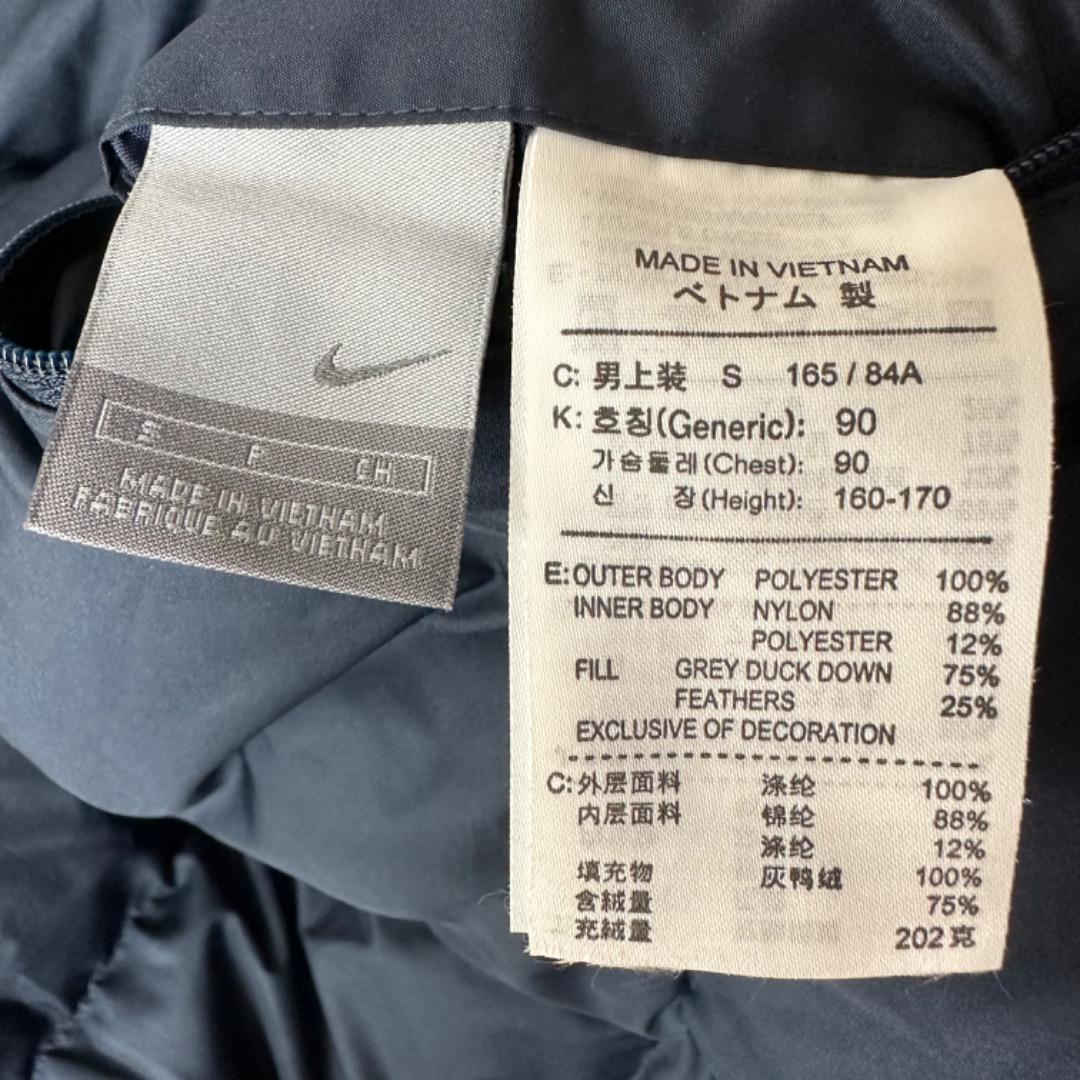 S P CH
MADE IN VIETNAM
FABRIQUE AU VIETNAM
MADE IN VIETNAM
ベトナム 製
C: 男上装 S 165 / 84A
K: 호칭(Generic): 90
가슴둘레(Chest): 90
신 장(Height): 160-170
E: OUTER BODY POLYESTER 100%
INNER BODY NYLON 88%
POLYESTER 12%
FILL GREY DUCK DOWN 75%
FEATHERS 25%
EXCLUSIVE OF DECORATION
C: 外层面料 涤纶 100%
内层面料 锦纶 88%
涤纶 12%
填充物 灰鸭绒 100%
含绒量 75%
充绒量 202 克